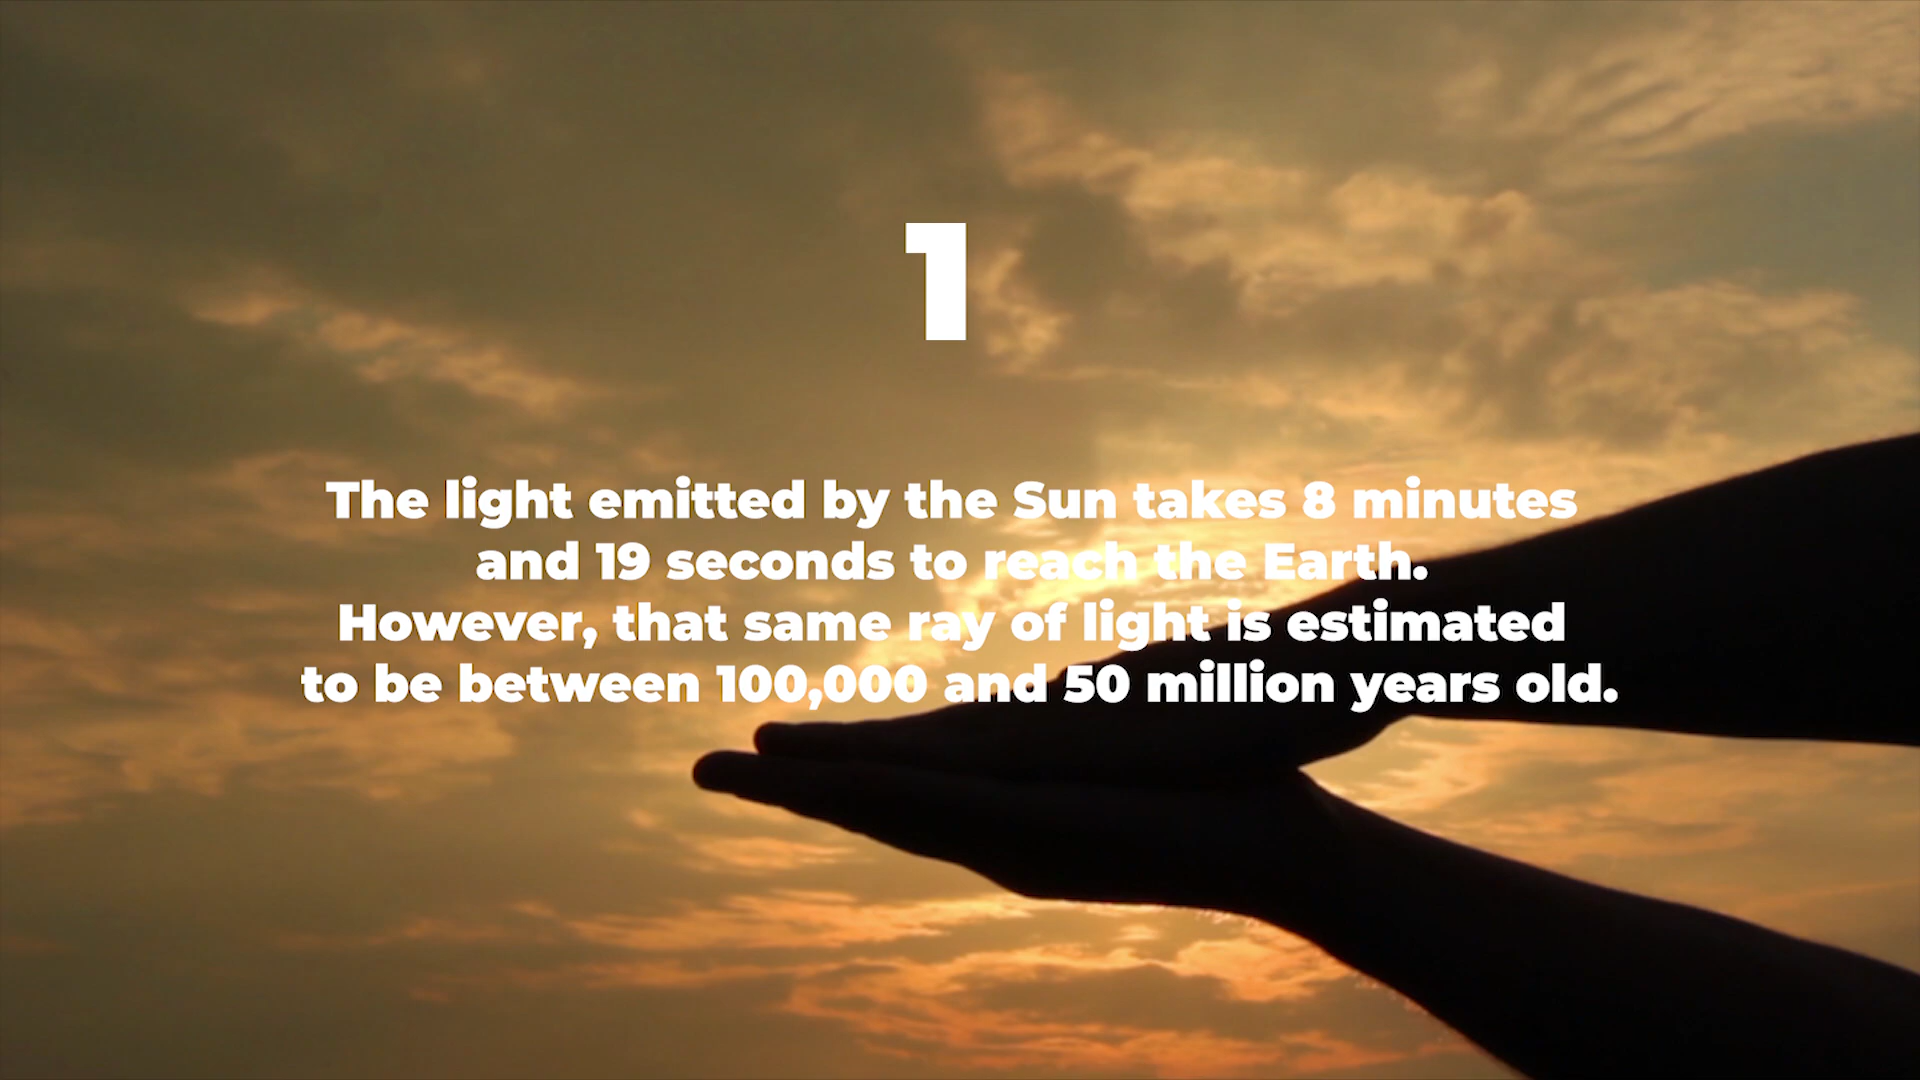 1
The light emitted by the Sun takes 8 minutes
and 19 seconds to reach the Earth.
However, that same ray of light is estimated
to be between 100,000 and 50 million years old.